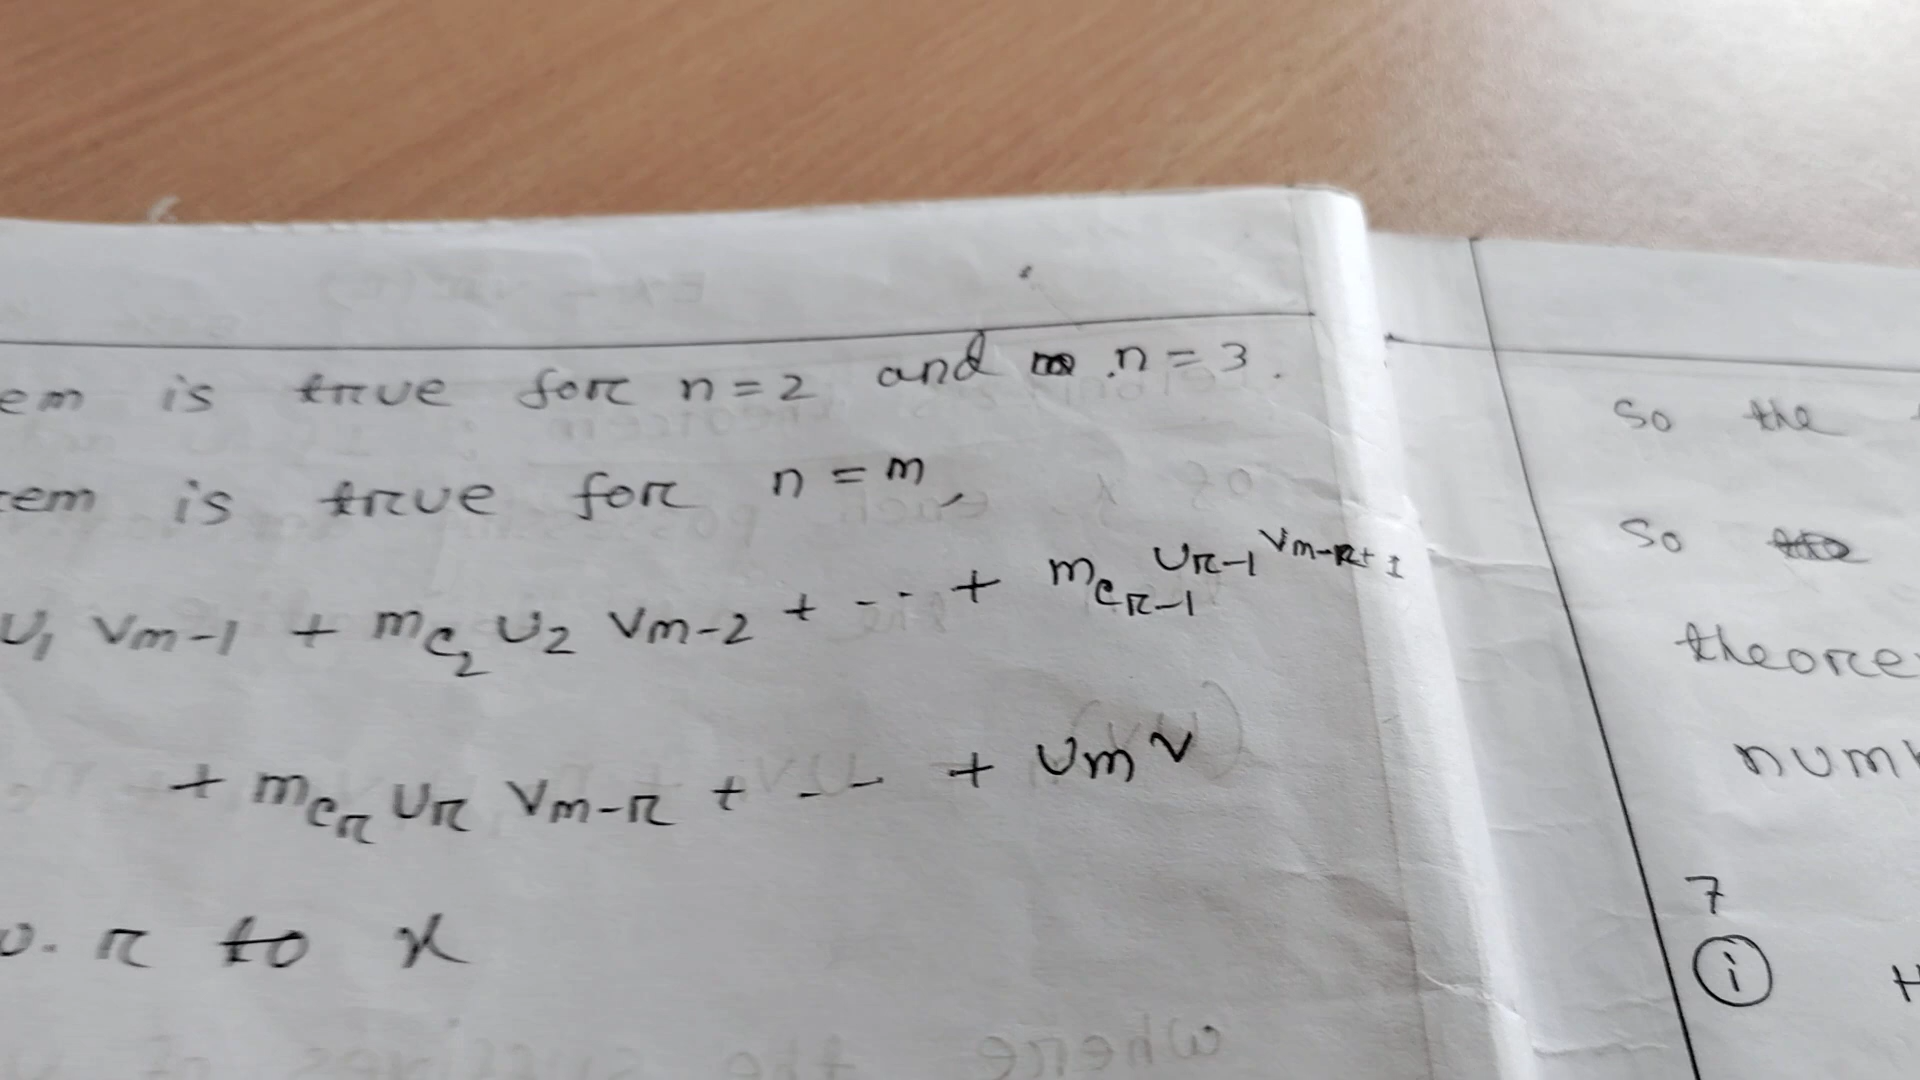 em is true for n = 2 and n = 3.
em is true for n = m,
U₁ Vm-1 + mc₂ U₂ Vm-2 + -- . + mcr-1 Ur-1 Vm-r+1
+ mcr Ur Vm-r + - - + Um V
r to x
So the
So
theore
num
7
(i)